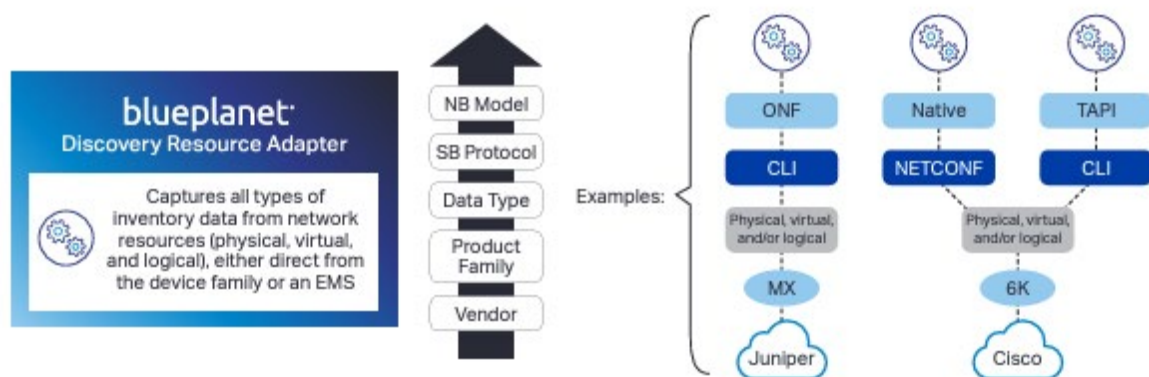 blueplanet
Discovery Resource Adapter
Captures all types of
inventory data from network
resources (physical, virtual,
and logical), either direct from
the device family or an EMS
NB Model
SB Protocol
Data Type
Product
Family
Vendor
Examples:
ONF
Native
TAPI
CLI
NETCONF
CLI
Physical, virtual,
and/or logical
Physical, virtual,
and/or logical
MX
6K
Juniper
Cisco